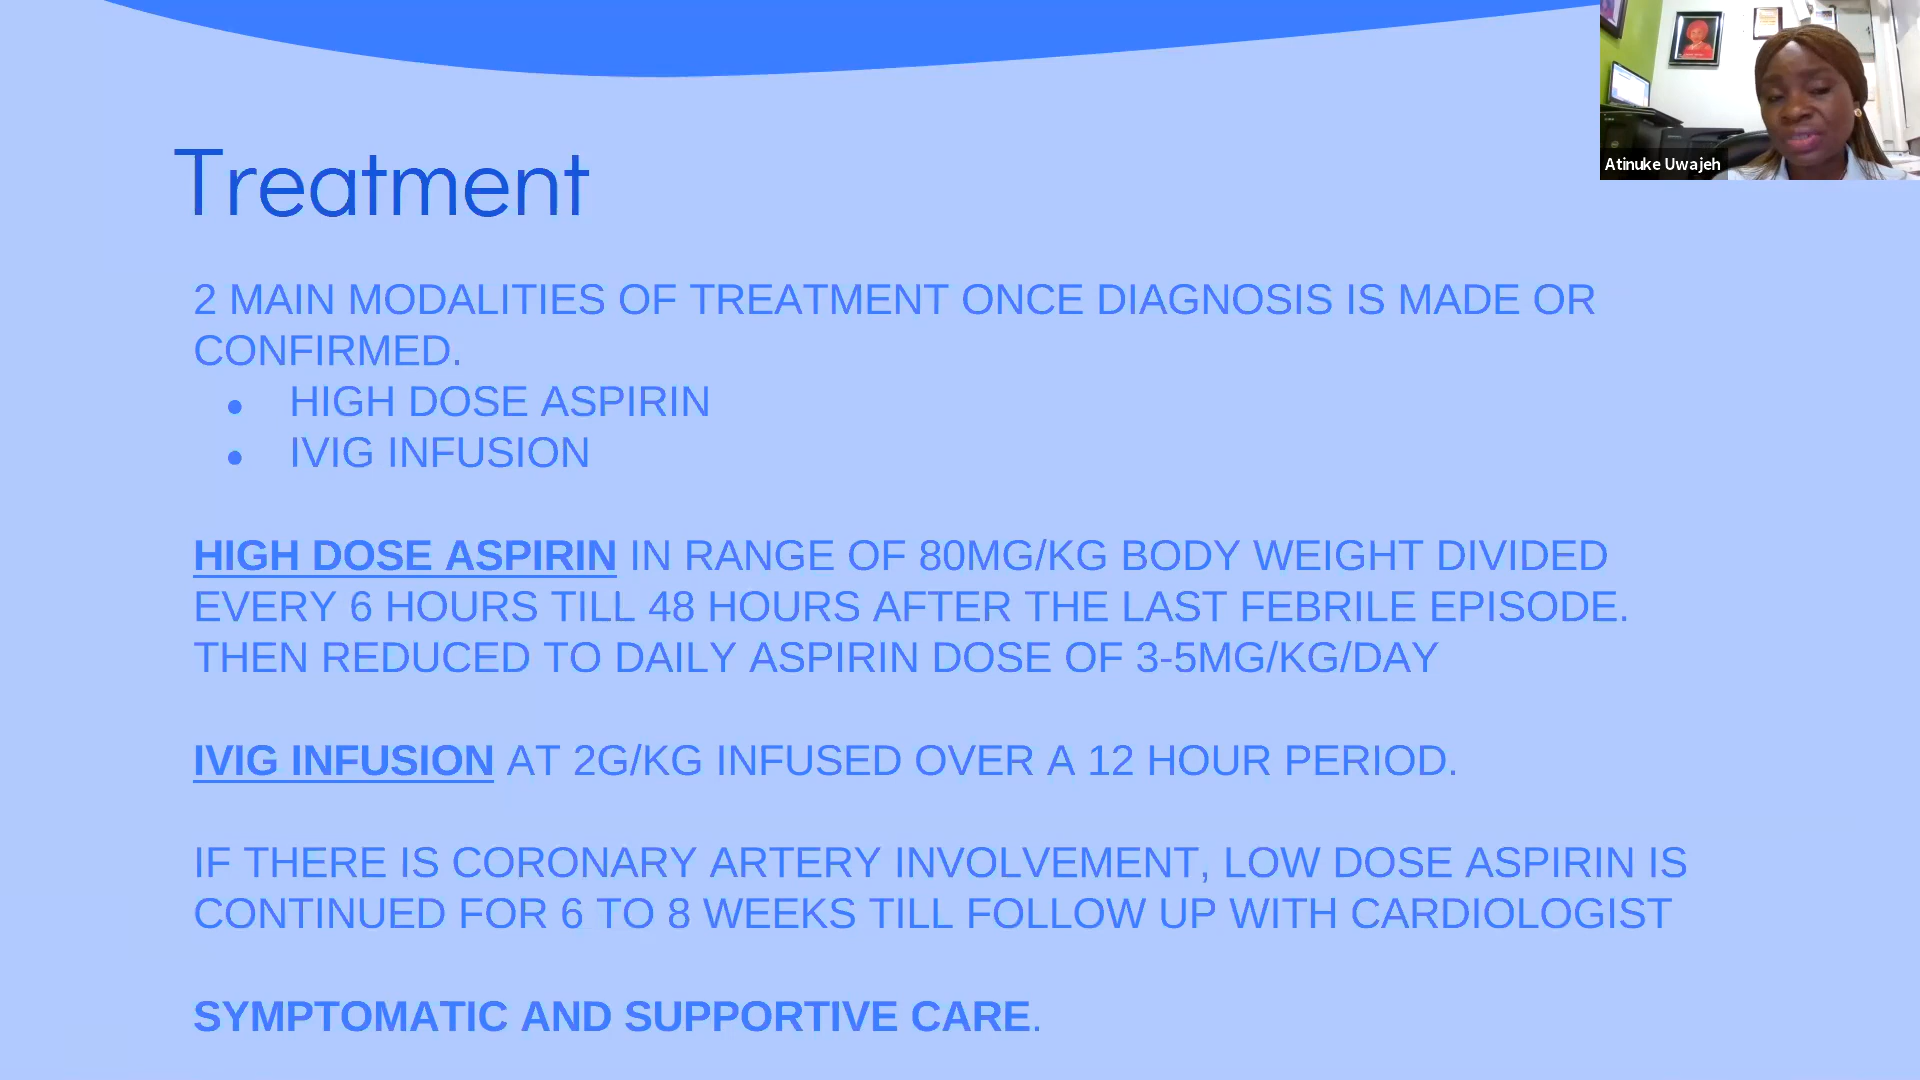 Atinuke Uwajeh
Treatment
2 MAIN MODALITIES OF TREATMENT ONCE DIAGNOSIS IS MADE OR
CONFIRMED.
● HIGH DOSE ASPIRIN
● IVIG INFUSION
HIGH DOSE ASPIRIN IN RANGE OF 80MG/KG BODY WEIGHT DIVIDED
EVERY 6 HOURS TILL 48 HOURS AFTER THE LAST FEBRILE EPISODE.
THEN REDUCED TO DAILY ASPIRIN DOSE OF 3-5MG/KG/DAY
IVIG INFUSION AT 2G/KG INFUSED OVER A 12 HOUR PERIOD.
IF THERE IS CORONARY ARTERY INVOLVEMENT, LOW DOSE ASPIRIN IS
CONTINUED FOR 6 TO 8 WEEKS TILL FOLLOW UP WITH CARDIOLOGIST
SYMPTOMATIC AND SUPPORTIVE CARE.